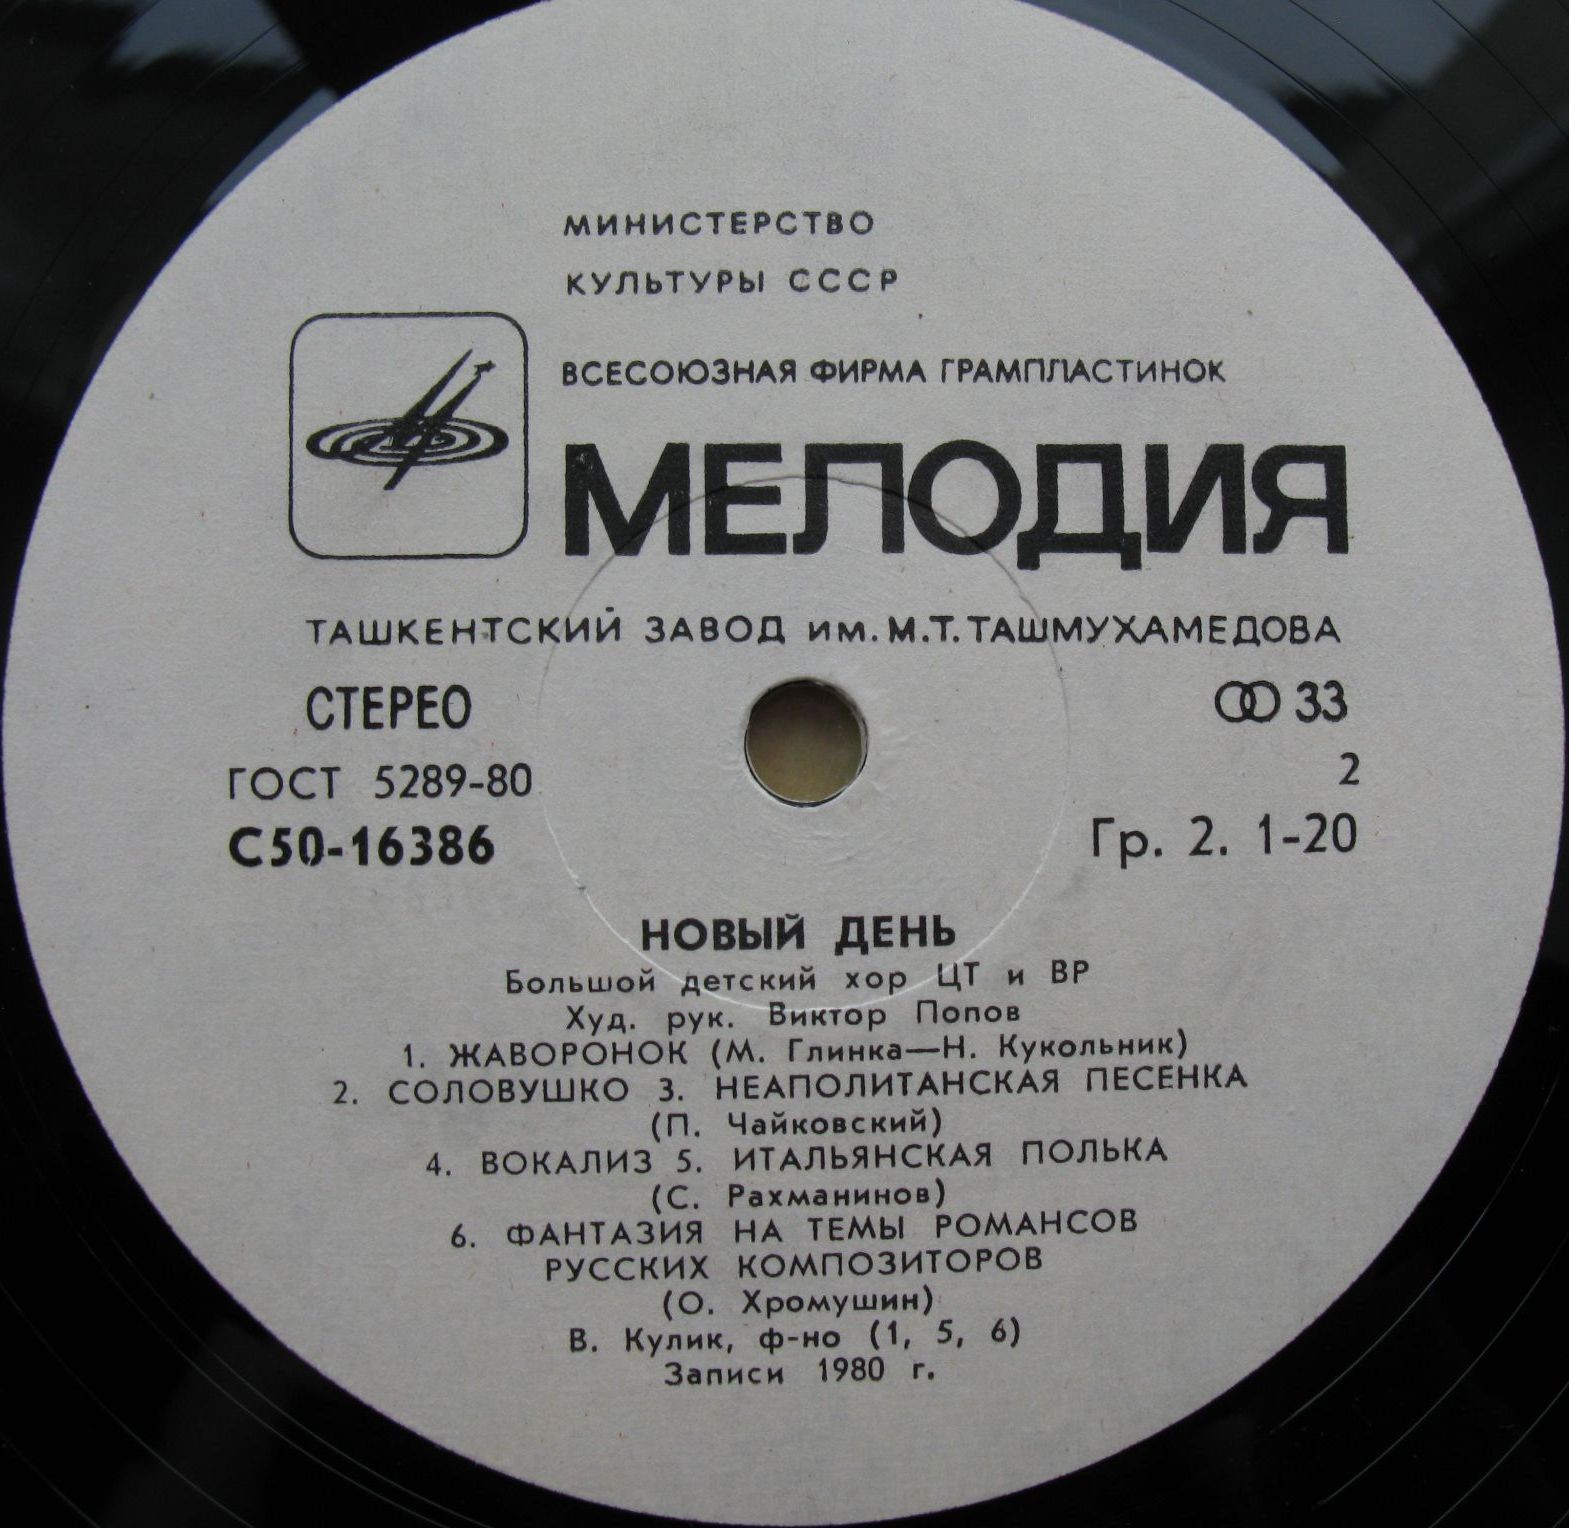 МИНИСТЕРСТВО
КУЛЬТУРЫ СССР
ВСЕСОЮЗНАЯ ФИРМА ГРАМПЛАСТИНОК
МЕЛОДИЯ
ТАШКЕНТСКИЙ ЗАВОД им. М.Т. ТАШМУХАМЕДОВА
СТЕРЕО 33
ГОСТ 5289-80 2
С50-16386 Гр. 2. 1-20
НОВЫЙ ДЕНЬ
Большой детский хор ЦТ и ВР
Худ. рук. Виктор Попов
1. ЖАВОРОНОК (М. Глинка—Н. Кукольник)
2. СОЛОВУШКО 3. НЕАПОЛИТАНСКАЯ ПЕСЕНКА
(П. Чайковский)
4. ВОКАЛИЗ 5. ИТАЛЬЯНСКАЯ ПОЛЬКА
(С. Рахманинов)
6. ФАНТАЗИЯ НА ТЕМЫ РОМАНСОВ
РУССКИХ КОМПОЗИТОРОВ
(О. Хромушин)
В. Кулик, ф-но (1, 5, 6)
Записи 1980 г.